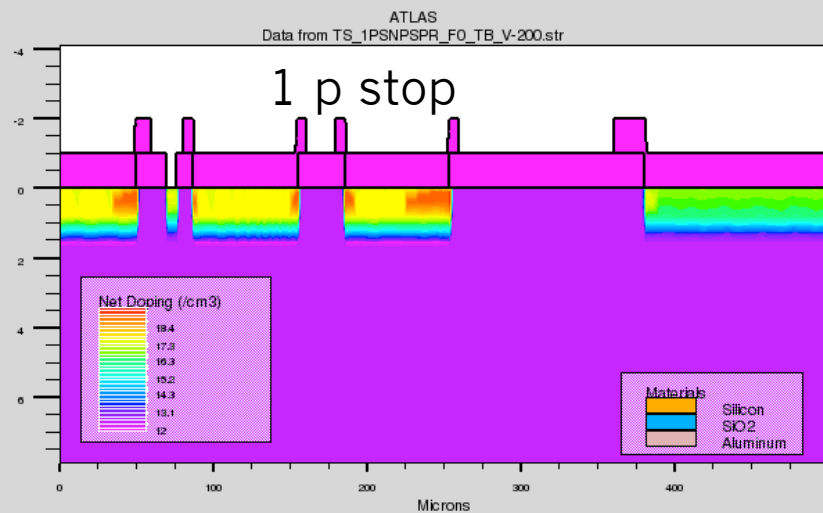 ATLAS
Data from TS_1PSNPSPR_F0_TB_V-200.str
1 p stop
-4
-2
0
2
4
6
Net Doping (/cm3)
18.4
17.3
16.3
15.2
14.3
13.1
12
Materials
Silicon
SiO2
Aluminum
0 100 200 300 400
Microns